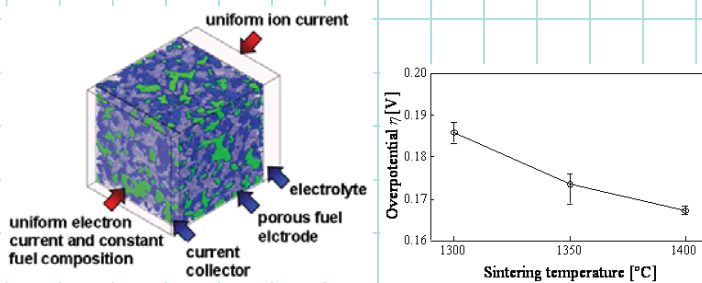 uniform ion current
electrolyte
porous fuel
elctrode
current
collector
uniform electron
current and constant
fuel composition
0.20
0.19
0.18
0.17
0.16
Overpotential η [V]
1300
1350
1400
Sintering temperature [°C]